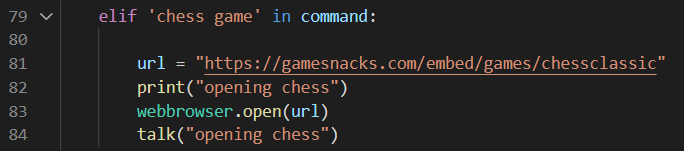 79 elif 'chess game' in command:
80
81 url = "https://gamesnacks.com/embed/games/chessclassic"
82 print("opening chess")
83 webbrowser.open(url)
84 talk("opening chess")